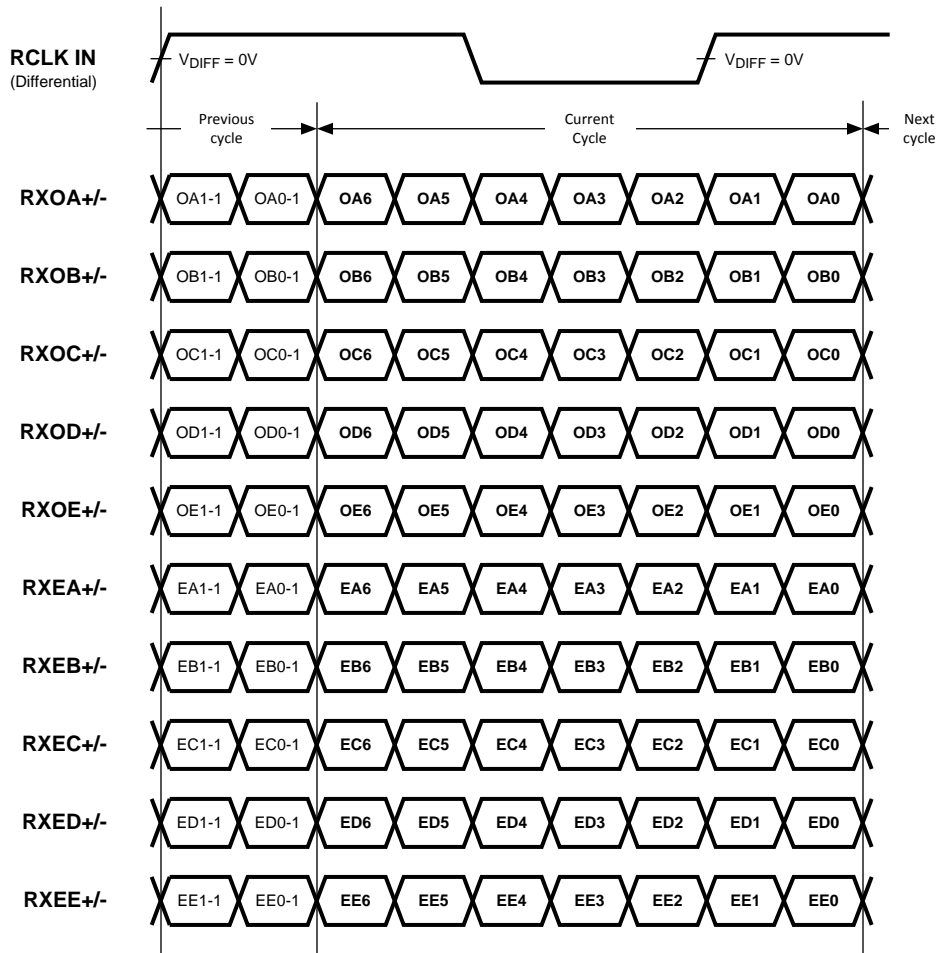 RCLK IN
(Differential)
VDIFF = 0V
VDIFF = 0V
Previous
cycle
Current
Cycle
Next
cycle
RXOA+/- OA1-1 OA0-1 OA6 OA5 OA4 OA3 OA2 OA1 OA0
RXOB+/- OB1-1 OB0-1 OB6 OB5 OB4 OB3 OB2 OB1 OB0
RXOC+/- OC1-1 OC0-1 OC6 OC5 OC4 OC3 OC2 OC1 OC0
RXOD+/- OD1-1 OD0-1 OD6 OD5 OD4 OD3 OD2 OD1 OD0
RXOE+/- OE1-1 OE0-1 OE6 OE5 OE4 OE3 OE2 OE1 OE0
RXEA+/- EA1-1 EA0-1 EA6 EA5 EA4 EA3 EA2 EA1 EA0
RXEB+/- EB1-1 EB0-1 EB6 EB5 EB4 EB3 EB2 EB1 EB0
RXEC+/- EC1-1 EC0-1 EC6 EC5 EC4 EC3 EC2 EC1 EC0
RXED+/- ED1-1 ED0-1 ED6 ED5 ED4 ED3 ED2 ED1 ED0
RXEE+/- EE1-1 EE0-1 EE6 EE5 EE4 EE3 EE2 EE1 EE0